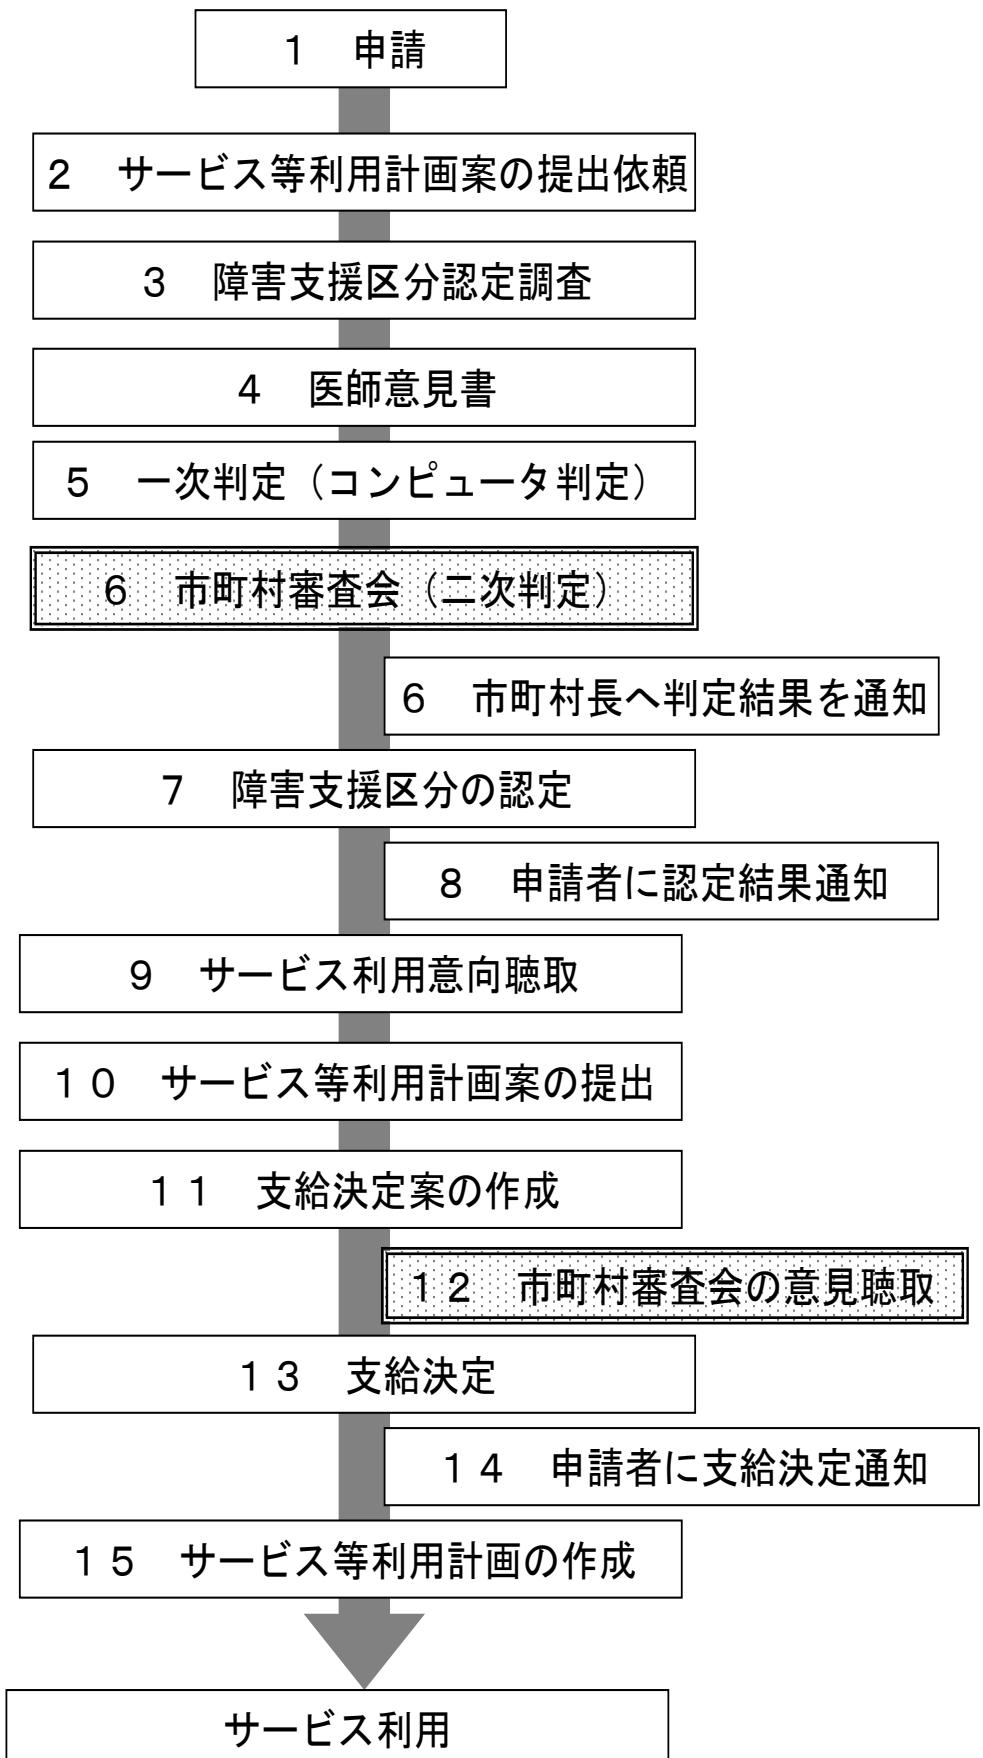 １　申請
２　サービス等利用計画案の提出依頼
３　障害支援区分認定調査
４　医師意見書
５　一次判定（コンピュータ判定）
６　市町村審査会（二次判定）
６　市町村長へ判定結果を通知
７　障害支援区分の認定
８　申請者に認定結果通知
９　サービス利用意向聴取
１０　サービス等利用計画案の提出
１１　支給決定案の作成
１２　市町村審査会の意見聴取
１３　支給決定
１４　申請者に支給決定通知
１５　サービス等利用計画の作成
サービス利用